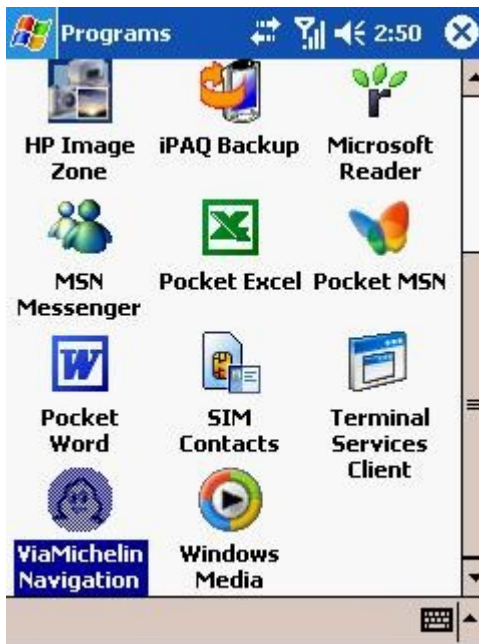 Programs 2:50
HP Image
Zone
iPAQ Backup
Microsoft
Reader
MSN
Messenger
Pocket Excel
Pocket MSN
Pocket
Word
SIM
Contacts
Terminal
Services
Client
ViaMichelin
Navigation
Windows
Media